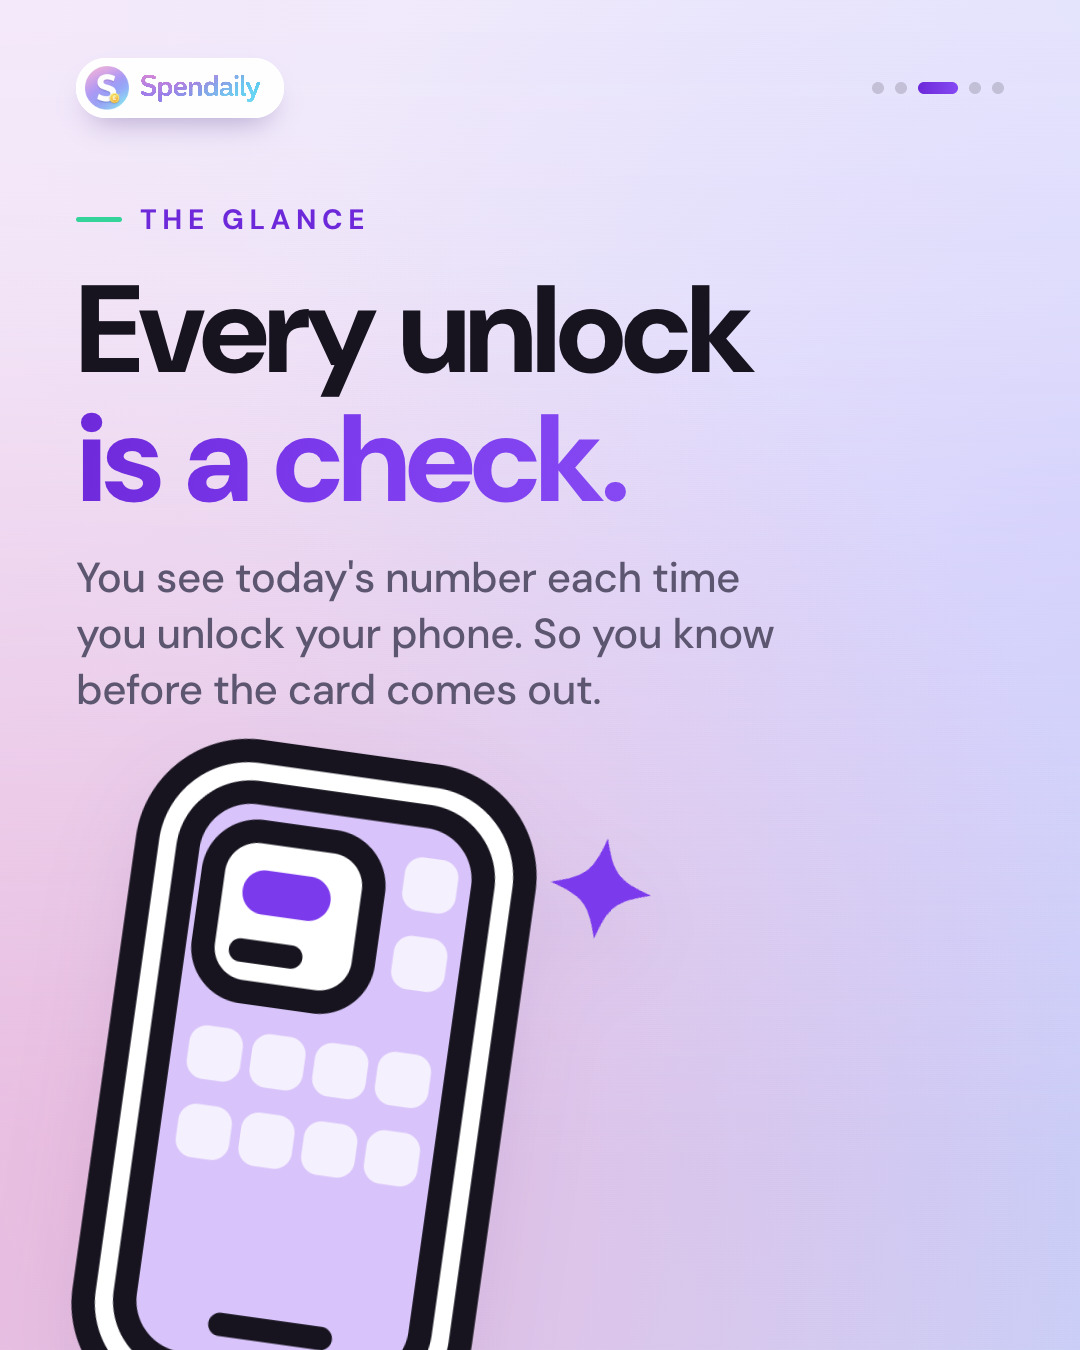 Spendaily
THE GLANCE
Every unlock
is a check.
You see today's number each time
you unlock your phone. So you know
before the card comes out.